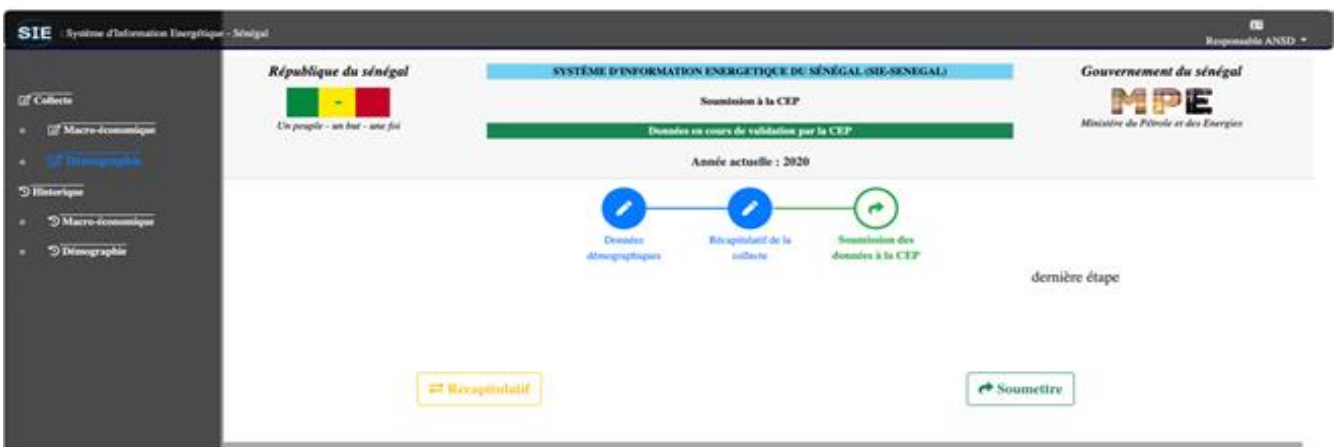 SIE : Système d'Information Energétique - Sénégal
Responsable ANSD
Collecte
Macro-économique
Démographie
Historique
Macro-économique
Démographie
République du sénégal
Un peuple - un but - une foi
SYSTÈME D'INFORMATION ENERGETIQUE DU SÉNÉGAL (SIE-SENEGAL)
Soumission à la CEP
Données en cours de validation par la CEP
Année actuelle : 2020
Gouvernement du sénégal
MPE
Ministère du Pétrole et des Energies
Données
démographiques
Récapitulatif de la
collecte
Soumission des
données à la CEP
dernière étape
Récapitulatif
Soumettre